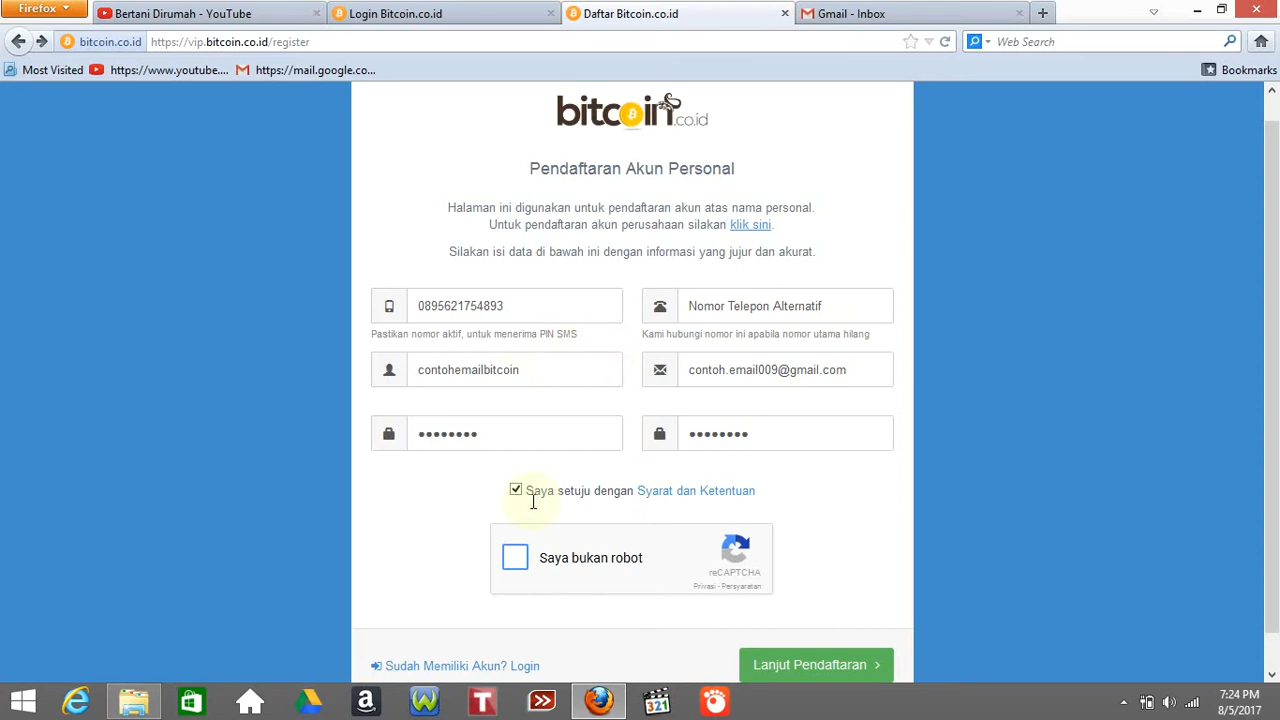 Firefox
Bertani Dirumah - YouTube
Login Bitcoin.co.id
Daftar Bitcoin.co.id
Gmail - Inbox
bitcoin.co.id
https://vip.bitcoin.co.id/register
Web Search
Most Visited
https://www.youtube....
https://mail.google.co...
Bookmarks
bitcoin.co.id
Pendaftaran Akun Personal
Halaman ini digunakan untuk pendaftaran akun atas nama personal.
Untuk pendaftaran akun perusahaan silakan klik sini.
Silakan isi data di bawah ini dengan informasi yang jujur dan akurat.
0895621754893
Nomor Telepon Alternatif
Pastikan nomor aktif, untuk menerima PIN SMS
Kami hubungi nomor ini apabila nomor utama hilang
contohemailbitcoin
contoh.email009@gmail.com
Saya setuju dengan Syarat dan Ketentuan
Saya bukan robot
reCAPTCHA
Privasi - Persyaratan
Sudah Memiliki Akun? Login
Lanjut Pendaftaran
321
7:24 PM
8/5/2017